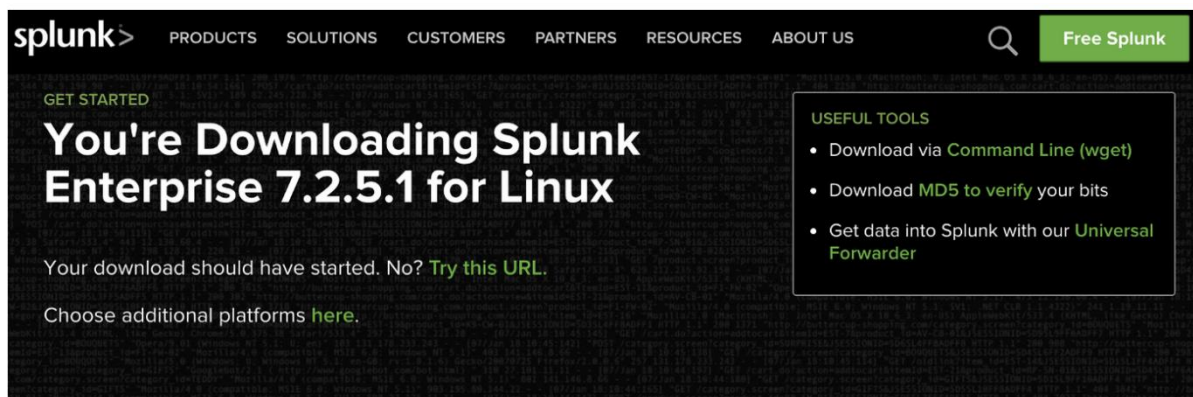 splunk> PRODUCTS SOLUTIONS CUSTOMERS PARTNERS RESOURCES ABOUT US Free Splunk
GET STARTED
You're Downloading Splunk
Enterprise 7.2.5.1 for Linux
Your download should have started. No? Try this URL.
Choose additional platforms here.
USEFUL TOOLS
• Download via Command Line (wget)
• Download MD5 to verify your bits
• Get data into Splunk with our Universal
Forwarder